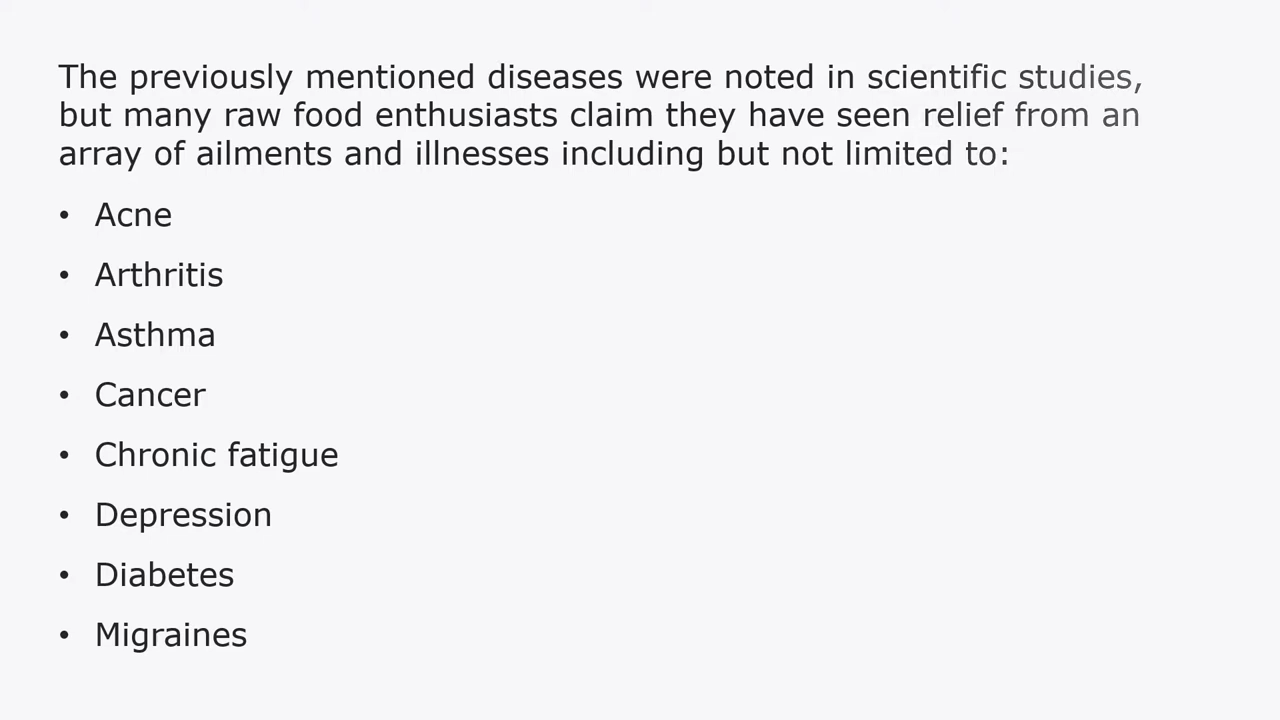 The previously mentioned diseases were noted in scientific studies,
but many raw food enthusiasts claim they have seen relief from an
array of ailments and illnesses including but not limited to:
• Acne
• Arthritis
• Asthma
• Cancer
• Chronic fatigue
• Depression
• Diabetes
• Migraines